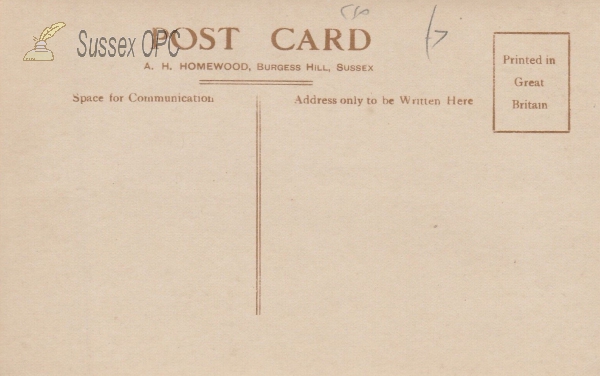 Sussex OPC
POST CARD
A. H. HOMEWOOD, BURGESS HILL, SUSSEX
Space for Communication
Address only to be Written Here
Printed in
Great
Britain